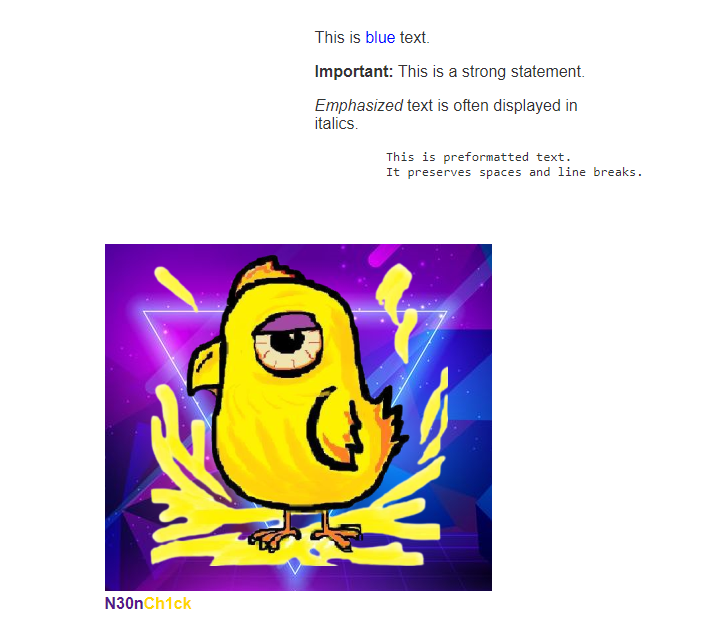 This is blue text.
Important: This is a strong statement.
Emphasized text is often displayed in
italics.
This is preformatted text.
It preserves spaces and line breaks.
N30nCh1ck